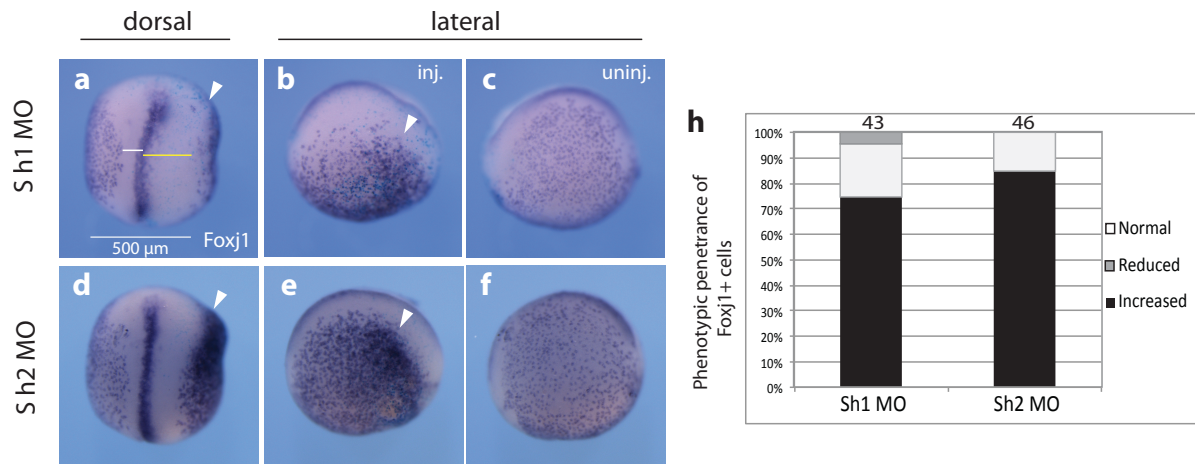 dorsal
lateral
S h1 MO
a
b
inj.
c
uninj.
500 µm
Foxj1
S h2 MO
d
e
f
h
Phenotypic penetrance of
Foxj1+ cells
43
46
100%
90%
80%
70%
60%
50%
40%
30%
20%
10%
0%
Sh1 MO
Sh2 MO
Normal
Reduced
Increased